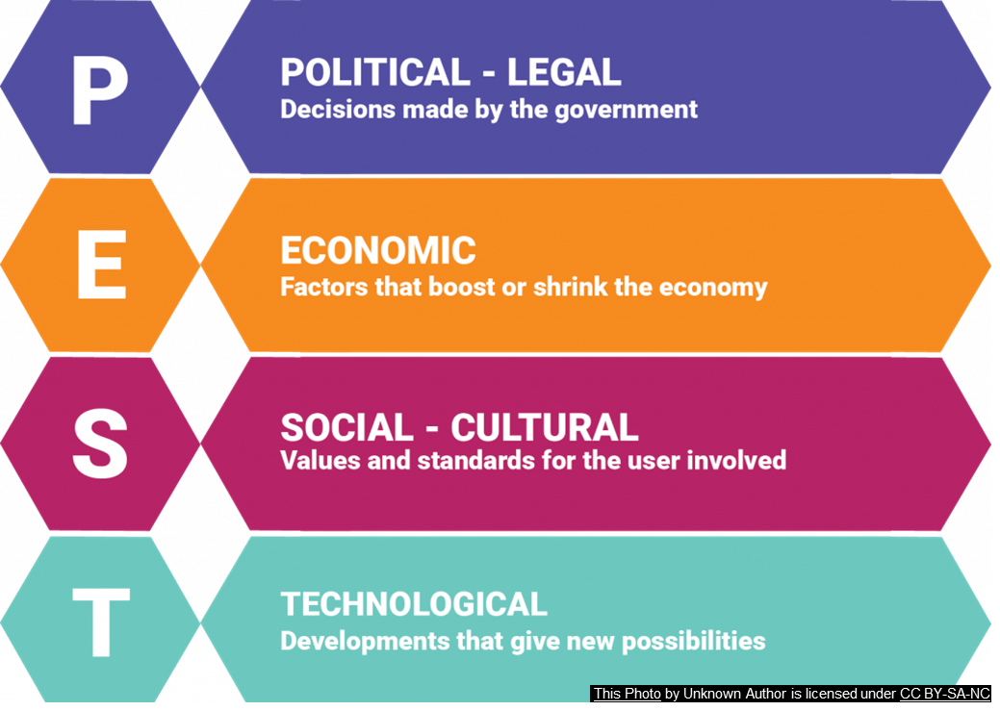 P
POLITICAL - LEGAL
Decisions made by the government
E
ECONOMIC
Factors that boost or shrink the economy
S
SOCIAL - CULTURAL
Values and standards for the user involved
T
TECHNOLOGICAL
Developments that give new possibilities
This Photo by Unknown Author is licensed under CC BY-SA-NC